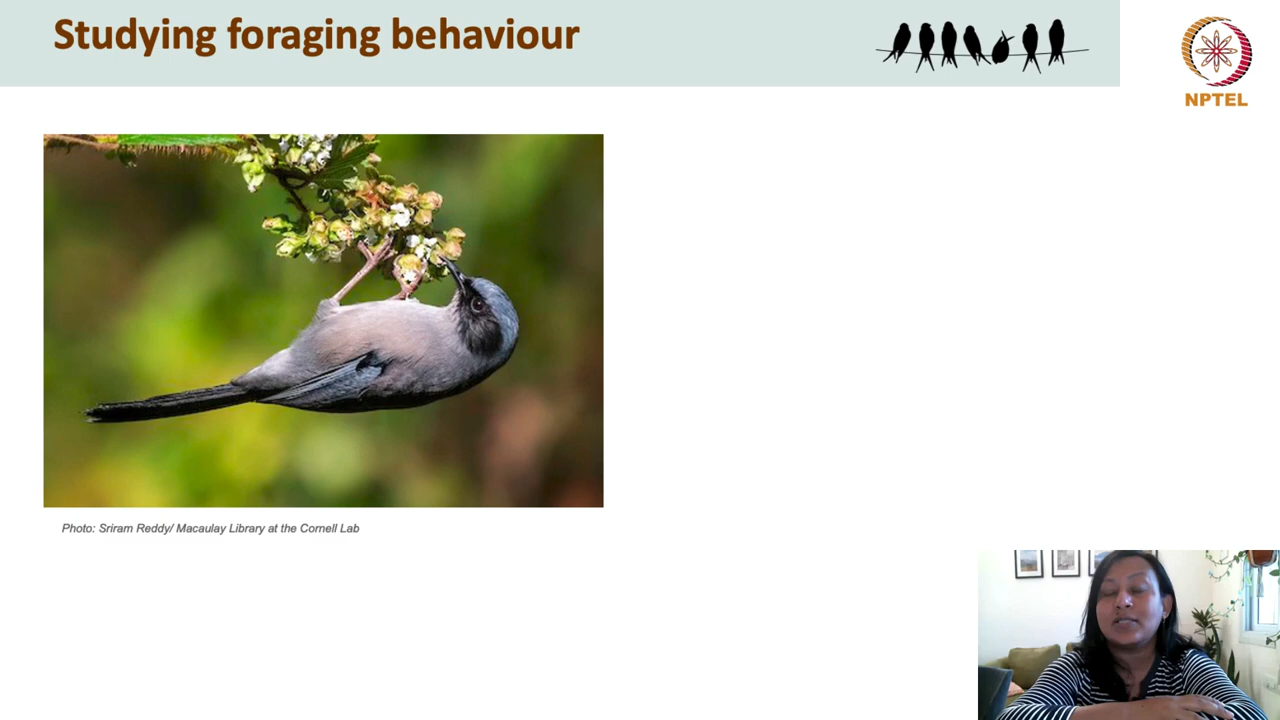 Studying foraging behaviour
NPTEL
Photo: Sriram Reddy/ Macaulay Library at the Cornell Lab